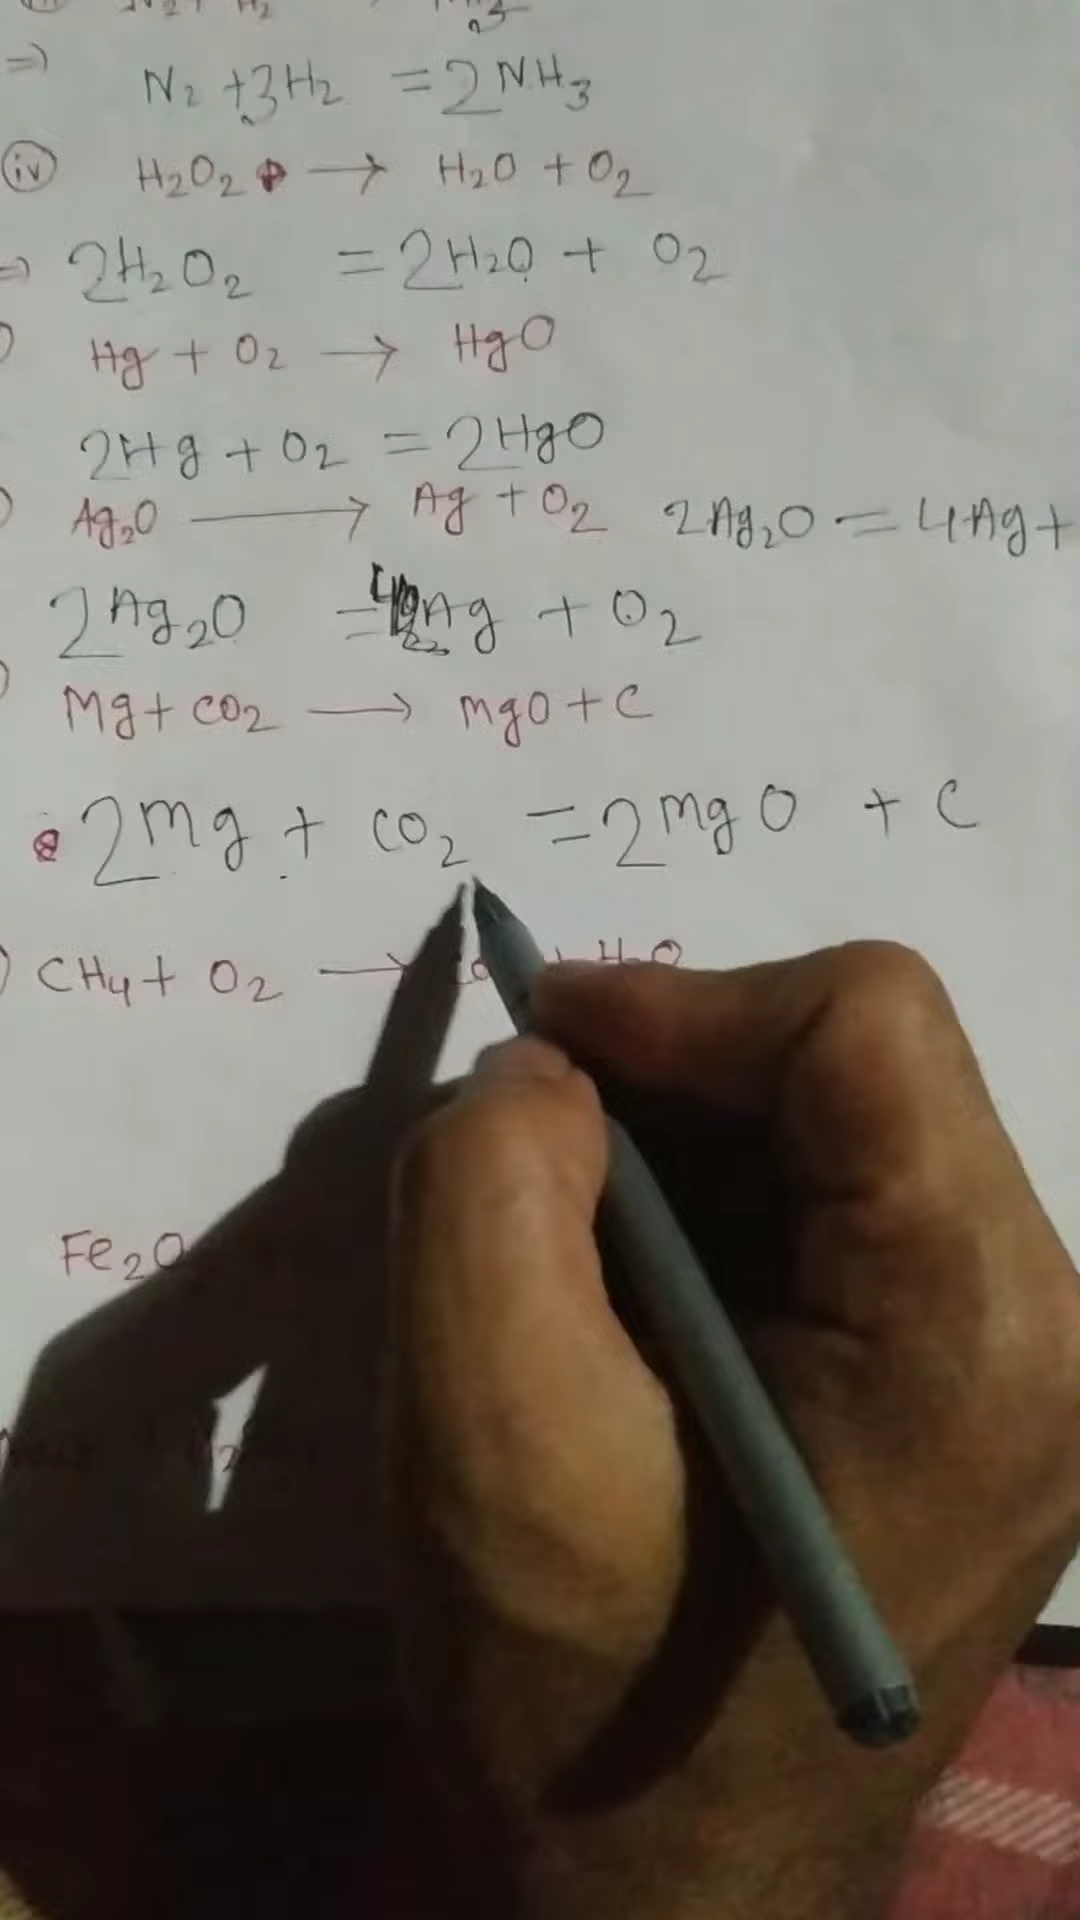 => N2 + 3H2 = 2NH3
(iv) H2O2 → H2O + O2
=> 2H2O2 = 2H2O + O2
Hg + O2 → HgO
2Hg + O2 = 2HgO
Ag2O → Ag + O2 2Ag2O = 4Ag +
2Ag2O = 4Ag + O2
Mg + CO2 → mgO + C
2mg + CO2 = 2mgO + C
CH4 + O2 → + H2O
Fe2O